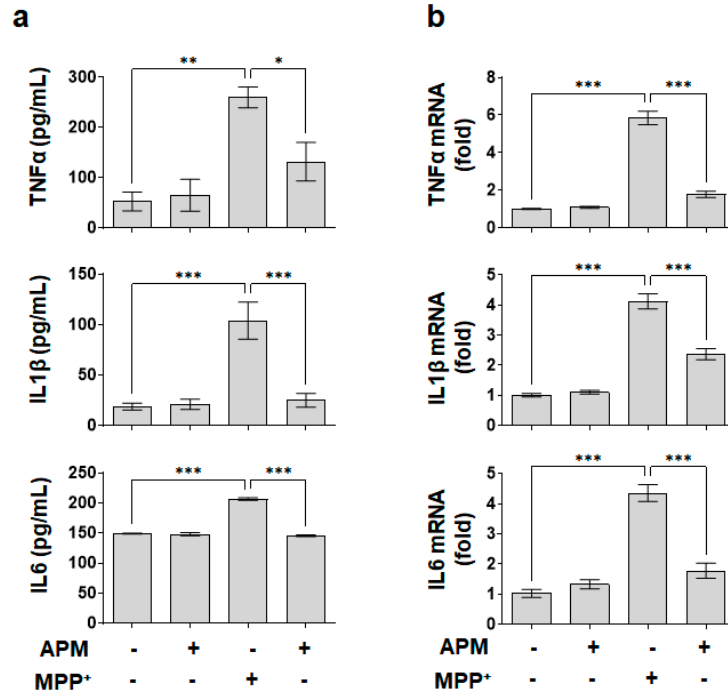 a
b
** *
TNFα (pg/mL)
300
200
100
0
*** ***
TNFα mRNA
(fold)
8
6
4
2
0
*** ***
IL1β (pg/mL)
150
100
50
0
*** ***
IL1β mRNA
(fold)
5
4
3
2
1
0
*** ***
IL6 (pg/mL)
250
200
150
100
50
0
*** ***
IL6 mRNA
(fold)
5
4
3
2
1
0
APM - + - +
MPP+ - - + +
APM - + - +
MPP+ - - + +